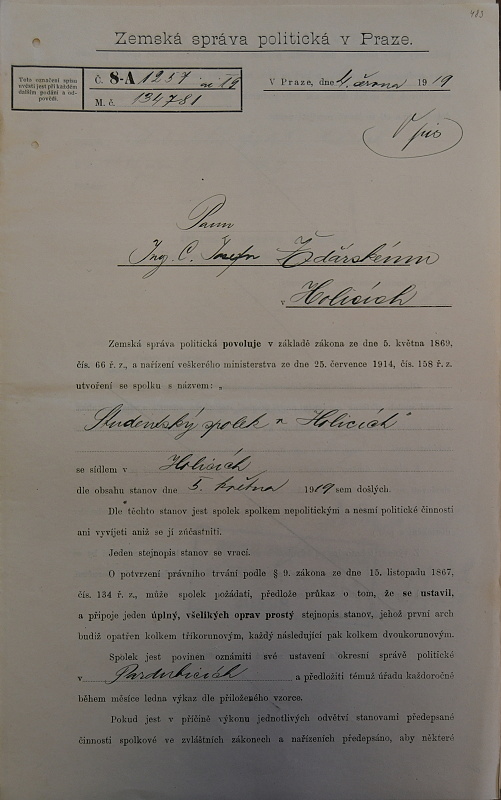 483
Zemská správa politická v Praze.
Toto označení spisu
uvésti jest při každém
dalším podání a od-
povědi.
Č. 8-A 1257 ai 19
M. č. 134781
V Praze, dne 4. června 1919
Opis
Panu
Ing. C. Josefu Žďárskému
v Holicích
Zemská správa politická povoluje v základě zákona ze dne 5. května 1869,
čís. 66 ř. z., a nařízení veškerého ministerstva ze dne 25. července 1914, čís. 158 ř. z.
utvoření se spolku s názvem: „
Studentský spolek v Holicích"
se sídlem v Holicích
dle obsahu stanov dne 5. května 1919 sem došlých.
Dle těchto stanov jest spolek spolkem nepolitickým a nesmí politické činnosti
ani vyvíjeti aniž se jí zúčastniti.
Jeden stejnopis stanov se vrací.
O potvrzení právního trvání podle § 9. zákona ze dne 15. listopadu 1867,
čís. 134 ř. z., může spolek požádati, předlože průkaz o tom, že se ustavil,
a připoje jeden úplný, všelikých oprav prostý stejnopis stanov, jehož první arch
budiž opatřen kolkem tříkorunovým, každý následující pak kolkem dvoukorunovým.
Spolek jest povinen oznámiti své ustavení okresní správě politické
v Pardubicích a předložiti témuž úřadu každoročně
během měsíce ledna výkaz dle přiloženého vzorce.
Pokud jest v příčině výkonu jednotlivých odvětví stanovami předepsané
činnosti spolkové ve zvláštních zákonech a nařízeních předepsáno, aby některé